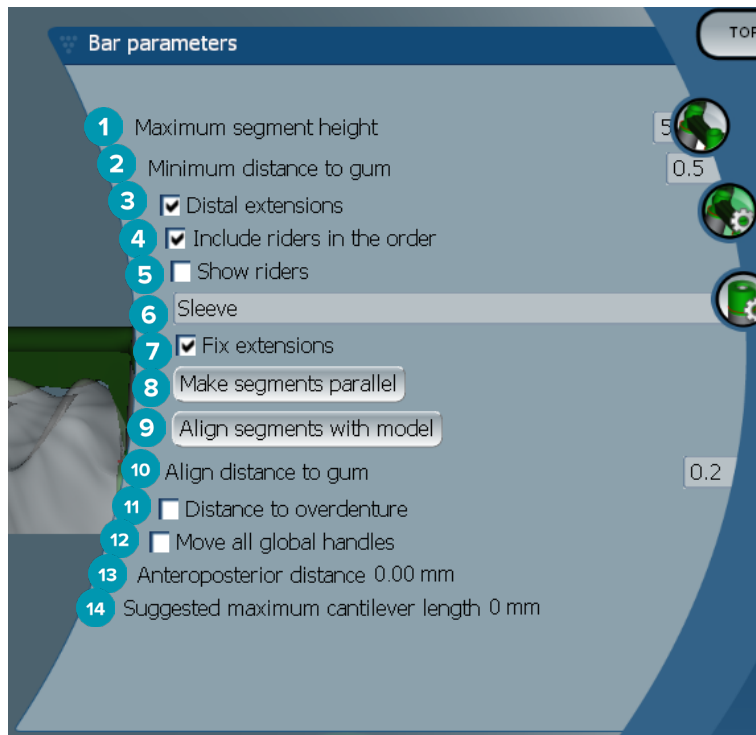 Bar parameters
TOP
1 Maximum segment height 5
2 Minimum distance to gum 0.5
3 Distal extensions
4 Include riders in the order
5 Show riders
6 Sleeve
7 Fix extensions
8 Make segments parallel
9 Align segments with model
10 Align distance to gum 0.2
11 Distance to overdenture
12 Move all global handles
13 Anteroposterior distance 0.00 mm
14 Suggested maximum cantilever length 0 mm